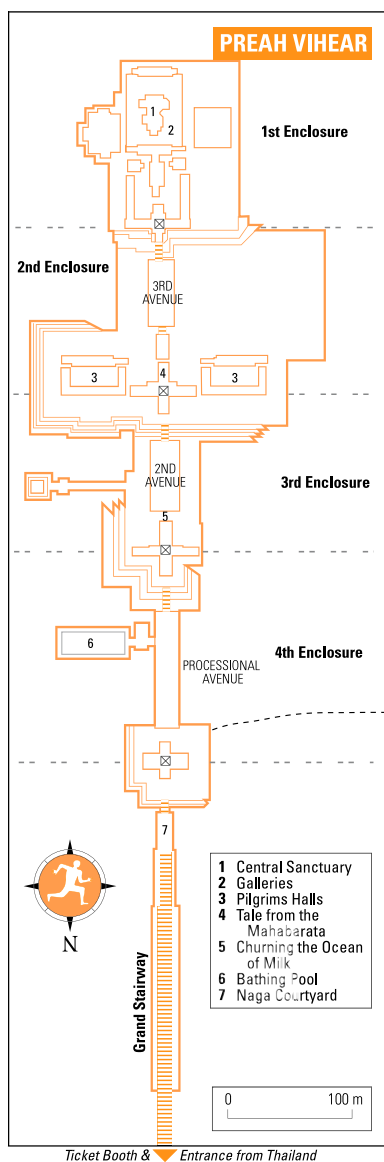 PREAH VIHEAR
1
2
1st Enclosure
2nd Enclosure
3RD
AVENUE
3
4
3
2ND
AVENUE
3rd Enclosure
5
6
4th Enclosure
PROCESSIONAL
AVENUE
7
N
Grand Stairway
1 Central Sanctuary
2 Galleries
3 Pilgrims Halls
4 Tale from the
Mahabarata
5 Churning the Ocean
of Milk
6 Bathing Pool
7 Naga Courtyard
0 100 m
Ticket Booth & Entrance from Thailand